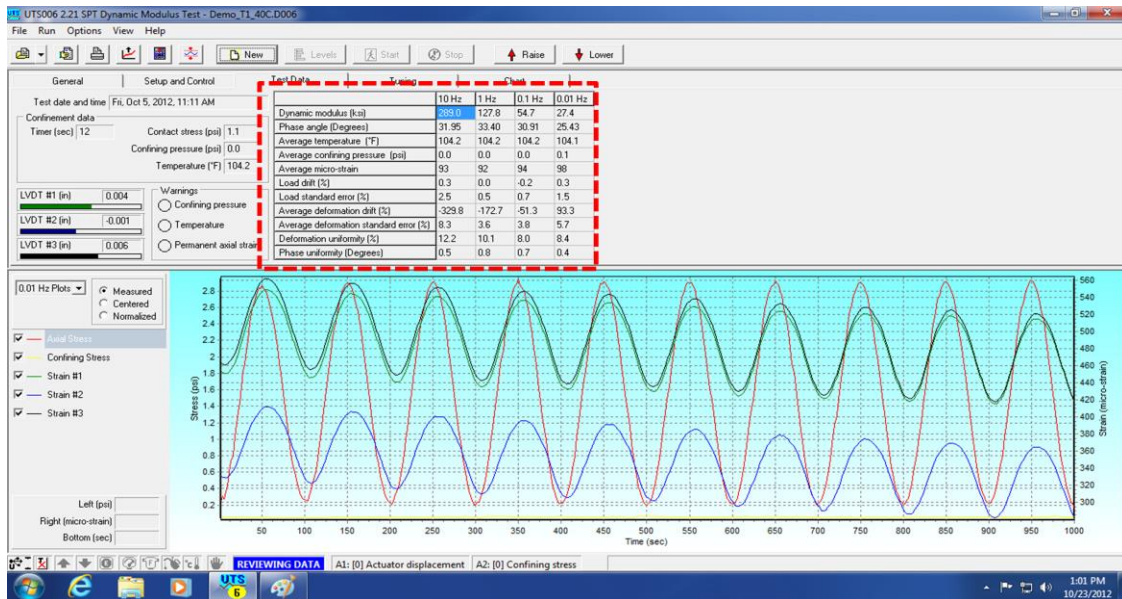 UTS006 2.21 SPT Dynamic Modulus Test - Demo_T1_40C.D006
File Run Options View Help
New Levels Start Stop Raise Lower
General Setup and Control Test Data Tuning Chart
Test date and time Fri, Oct 5, 2012, 11:11 AM
Confinement data
Timer (sec) 12 Contact stress (psi) 1.1
Confining pressure (psi) 0.0
Temperature (°F) 104.2
LVDT #1 (in) 0.004
LVDT #2 (in) -0.001
LVDT #3 (in) 0.006
Warnings
Confining pressure
Temperature
Permanent axial strain
10 Hz 1 Hz 0.1 Hz 0.01 Hz
Dynamic modulus (ksi) 289.0 127.8 54.7 27.4
Phase angle (Degrees) 31.95 33.40 30.91 25.43
Average temperature (°F) 104.2 104.2 104.2 104.1
Average confining pressure (psi) 0.0 0.0 0.0 0.1
Average micro-strain 93 92 94 98
Load drift (%) 0.3 0.0 -0.2 0.3
Load standard error (%) 2.5 0.5 0.7 1.5
Average deformation drift (%) -329.8 -172.7 -51.3 93.3
Average deformation standard error (%) 8.3 3.6 3.8 5.7
Deformation uniformity (%) 12.2 10.1 8.0 8.4
Phase uniformity (Degrees) 0.5 0.8 0.7 0.4
0.01 Hz Plots
Measured
Centered
Normalized
Axial Stress
Confining Stress
Strain #1
Strain #2
Strain #3
Left (psi)
Right (micro-strain)
Bottom (sec)
Stress (psi)
2.8
2.6
2.4
2.2
2
1.8
1.6
1.4
1.2
1
0.8
0.6
0.4
0.2
560
540
520
500
480
460
440
420
400
380
360
340
320
300
Strain (micro-strain)
50 100 150 200 250 300 350 400 450 500 550 600 650 700 750 800 850 900 950 1000
Time (sec)
REVIEWING DATA A1: [0] Actuator displacement A2: [0] Confining stress
UTS
6
1:01 PM
10/23/2012